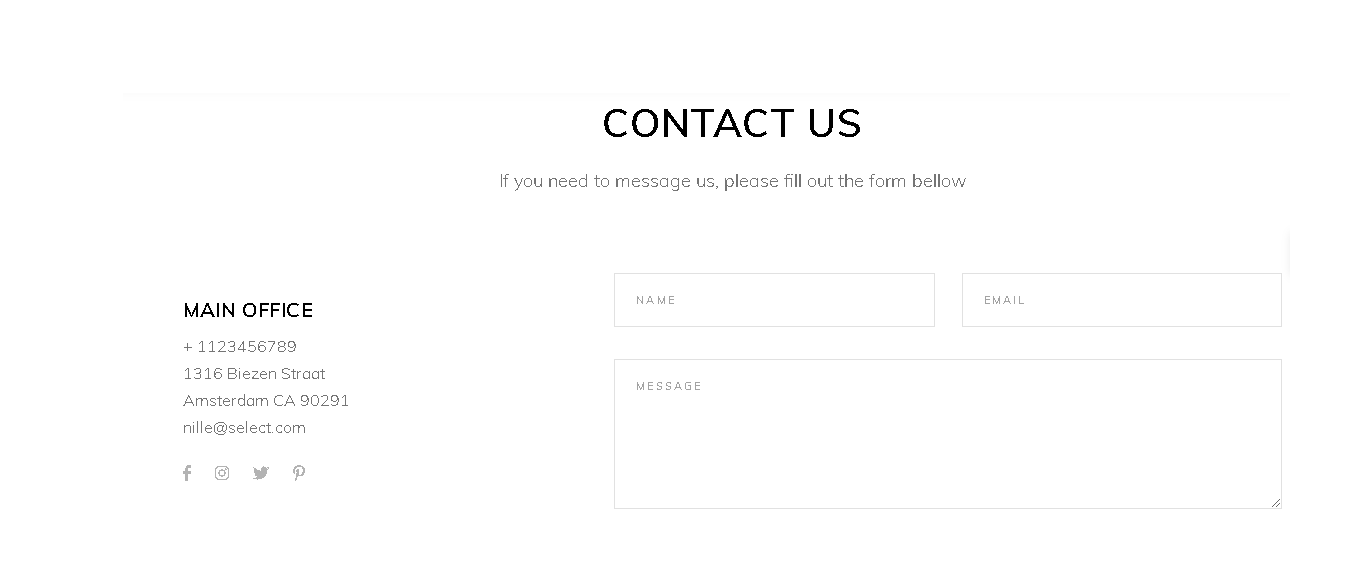 CONTACT US
If you need to message us, please fill out the form bellow
MAIN OFFICE
+ 1123456789
1316 Biezen Straat
Amsterdam CA 90291
nille@select.com
NAME
EMAIL
MESSAGE